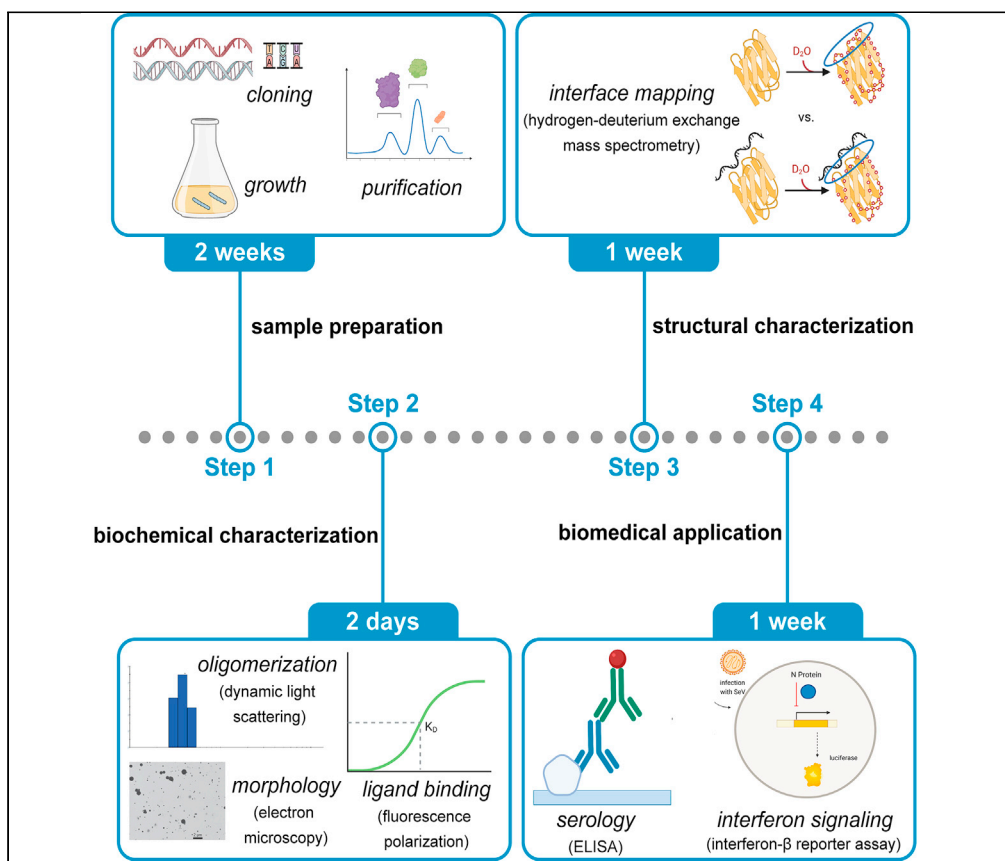 T
C
U
A
G
A
cloning
growth
purification
2 weeks
interface mapping
(hydrogen-deuterium exchange
mass spectrometry)
D₂O
vs.
D₂O
1 week
sample preparation
structural characterization
Step 2
Step 4
Step 1
Step 3
biochemical characterization
biomedical application
2 days
oligomerization
(dynamic light
scattering)
morphology
(electron
microscopy)
K_D
ligand binding
(fluorescence
polarization)
1 week
infection
with SeV
N Protein
luciferase
serology
(ELISA)
interferon signaling
(interferon-β reporter assay)